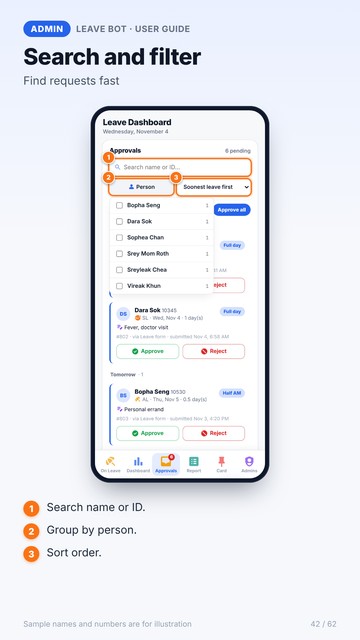 ADMIN LEAVE BOT · USER GUIDE
Search and filter
Find requests fast
Leave Dashboard
Wednesday, November 4
Approvals 6 pending
1
Search name or ID...
2 3
Person Soonest leave first
Bopha Seng 1
Approve all
Dara Sok 1
Sophea Chan 1
Full day
Srey Mom Roth 1
Sreyleak Chea 1
Vireak Khun 1
Dara Sok 10345 Full day
DS
SL · Wed, Nov 4 · 1 day(s)
Fever, doctor visit
#802 · via Leave form · submitted Nov 4, 6:58 AM
Approve Reject
Tomorrow 1
Bopha Seng 10530 Half AM
BS
AL · Thu, Nov 5 · 0.5 day(s)
Personal errand
#803 · via Leave form · submitted Nov 3, 4:20 PM
Approve Reject
6
On Leave Dashboard Approvals Report Card Admins
1 Search name or ID.
2 Group by person.
3 Sort order.
Sample names and numbers are for illustration 42 / 62